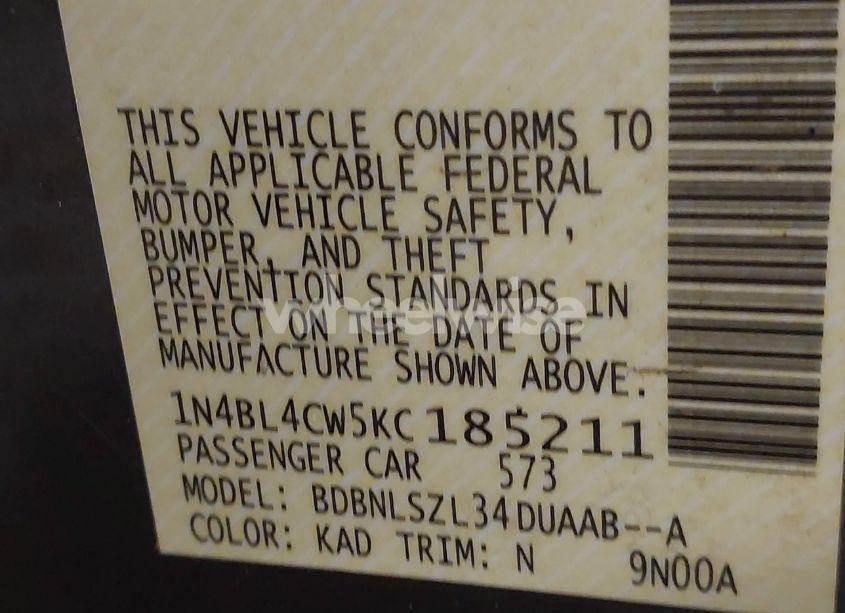 THIS VEHICLE CONFORMS TO
ALL APPLICABLE FEDERAL
MOTOR VEHICLE SAFETY,
BUMPER, AND THEFT
PREVENTION STANDARDS IN
EFFECT ON THE DATE OF
MANUFACTURE SHOWN ABOVE.
1N4BL4CW5KC185211
PASSENGER CAR 573
MODEL: BDBNLSZL34DUAAB--A
COLOR: KAD TRIM: N 9N00A
wheelwise